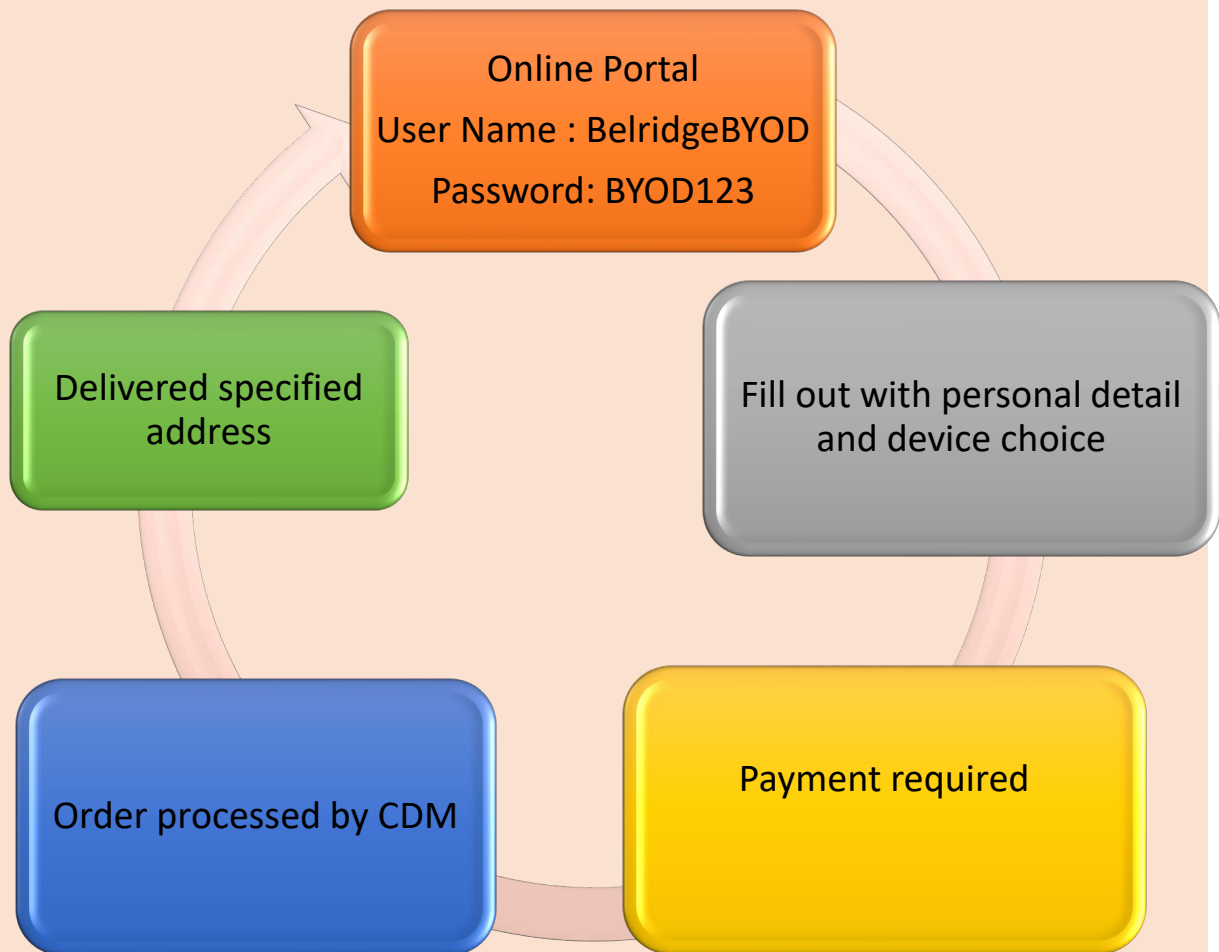 Online Portal
User Name : BelridgeBYOD
Password: BYOD123
Fill out with personal detail
and device choice
Payment required
Order processed by CDM
Delivered specified
address